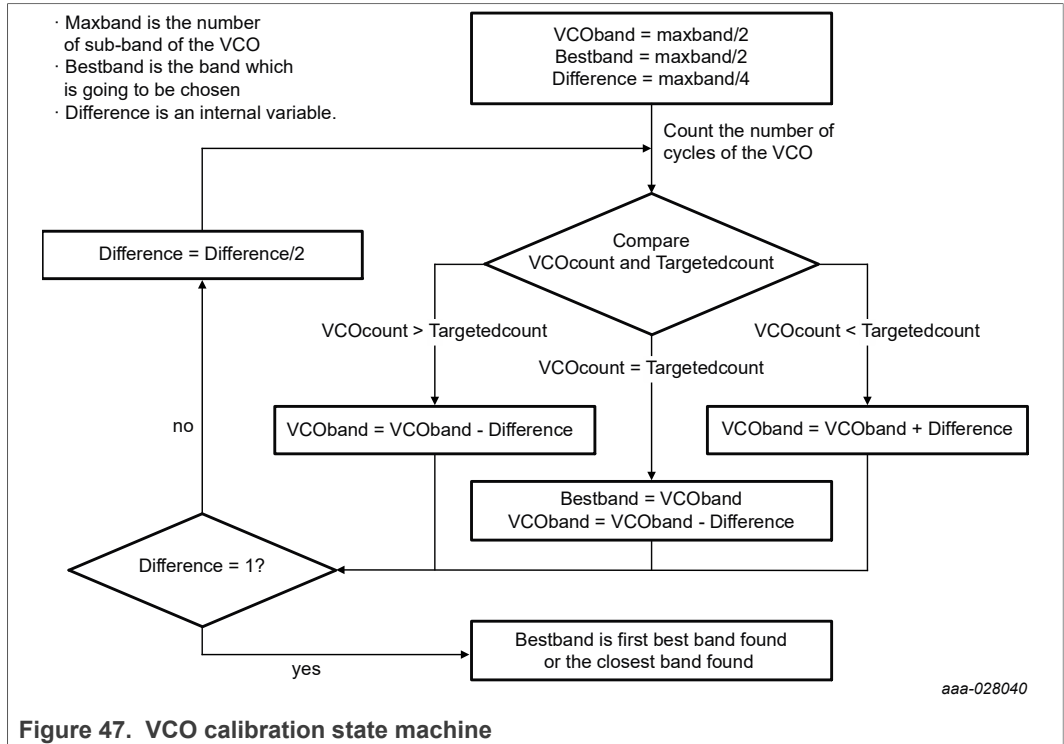 · Maxband is the number
of sub-band of the VCO
· Bestband is the band which
is going to be chosen
· Difference is an internal variable.
VCOband = maxband/2
Bestband = maxband/2
Difference = maxband/4
Count the number of
cycles of the VCO
Difference = Difference/2
Compare
VCOcount and Targetedcount
VCOcount > Targetedcount
VCOcount < Targetedcount
VCOcount = Targetedcount
no
VCOband = VCOband - Difference
VCOband = VCOband + Difference
Bestband = VCOband
VCOband = VCOband - Difference
Difference = 1?
yes
Bestband is first best band found
or the closest band found
aaa-028040
Figure 47. VCO calibration state machine